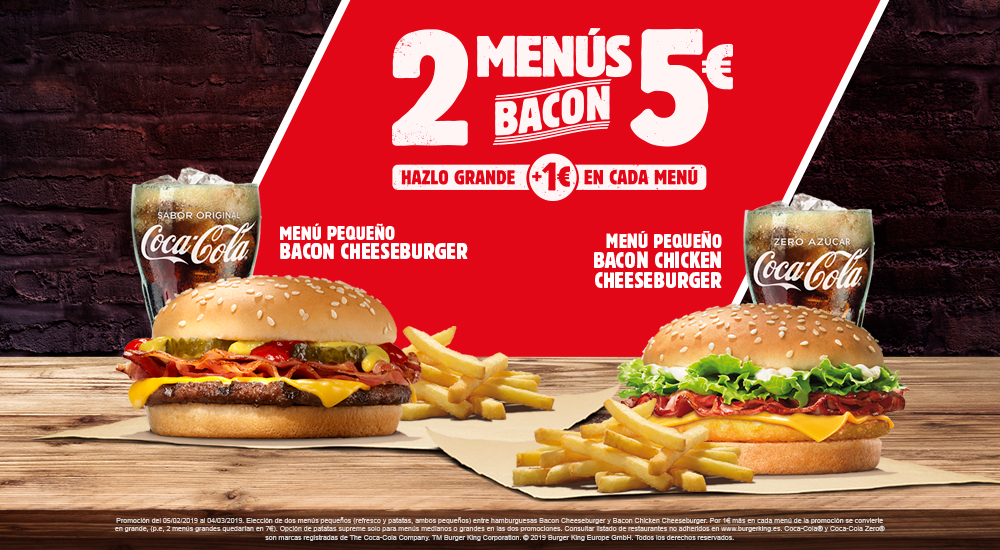 2 MENÚS BACON 5€
HAZLO GRANDE +1€ EN CADA MENÚ
SABOR ORIGINAL
Coca-Cola
MENÚ PEQUEÑO
BACON CHEESEBURGER
MENÚ PEQUEÑO
BACON CHICKEN
CHEESEBURGER
ZERO AZÚCAR
Coca-Cola
Promoción del 05/02/2019 al 04/03/2019. Elección de dos menús pequeños (refresco y patatas, ambos pequeños) entre hamburguesas Bacon Cheeseburger y Bacon Chicken Cheeseburger. Por 1€ más en cada menú de la promoción se convierte
en grande, (p.e, 2 menús grandes quedarían en 7€). Opción de patatas supreme solo para menús medianos o grandes en las dos promociones. Consultar listado de restaurantes no adheridos en www.burgerking.es. Coca-Cola® y Coca-Cola Zero®
son marcas registradas de The Coca-Cola Company. TM Burger King Corporation. © 2019 Burger King Europe GmbH. Todos los derechos reservados.